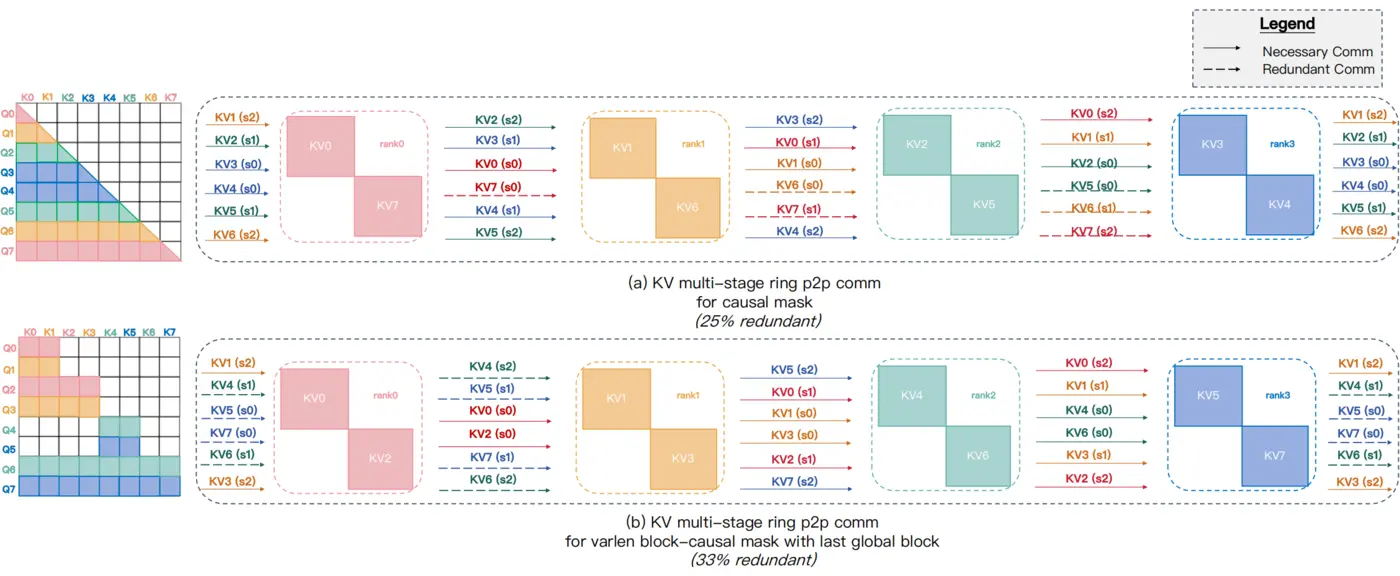 Legend
Necessary Comm
Redundant Comm
K0 K1 K2 K3 K4 K5 K6 K7
Q0
Q1
Q2
Q3
Q4
Q5
Q6
Q7
KV1 (s2)
KV2 (s1)
KV3 (s0)
KV4 (s0)
KV5 (s1)
KV6 (s2)
KV0
rank0
KV7
KV2 (s2)
KV3 (s1)
KV0 (s0)
KV7 (s0)
KV4 (s1)
KV5 (s2)
KV1
rank1
KV6
KV3 (s2)
KV0 (s1)
KV1 (s0)
KV6 (s0)
KV7 (s1)
KV4 (s2)
KV2
rank2
KV5
KV0 (s2)
KV1 (s1)
KV2 (s0)
KV5 (s0)
KV6 (s1)
KV7 (s2)
KV3
rank3
KV4
KV1 (s2)
KV2 (s1)
KV3 (s0)
KV4 (s0)
KV5 (s1)
KV6 (s2)
(a) KV multi-stage ring p2p comm
for causal mask
(25% redundant)
K0 K1 K2 K3 K4 K5 K6 K7
Q0
Q1
Q2
Q3
Q4
Q5
Q6
Q7
KV1 (s2)
KV4 (s1)
KV5 (s0)
KV7 (s0)
KV6 (s1)
KV3 (s2)
KV0
rank0
KV2
KV4 (s2)
KV5 (s1)
KV0 (s0)
KV2 (s0)
KV7 (s1)
KV6 (s2)
KV1
rank1
KV3
KV5 (s2)
KV0 (s1)
KV1 (s0)
KV3 (s0)
KV2 (s1)
KV7 (s2)
KV4
rank2
KV6
KV0 (s2)
KV1 (s1)
KV4 (s0)
KV6 (s0)
KV3 (s1)
KV2 (s2)
KV5
rank3
KV7
KV1 (s2)
KV4 (s1)
KV5 (s0)
KV7 (s0)
KV6 (s1)
KV3 (s2)
(b) KV multi-stage ring p2p comm
for varlen block-causal mask with last global block
(33% redundant)